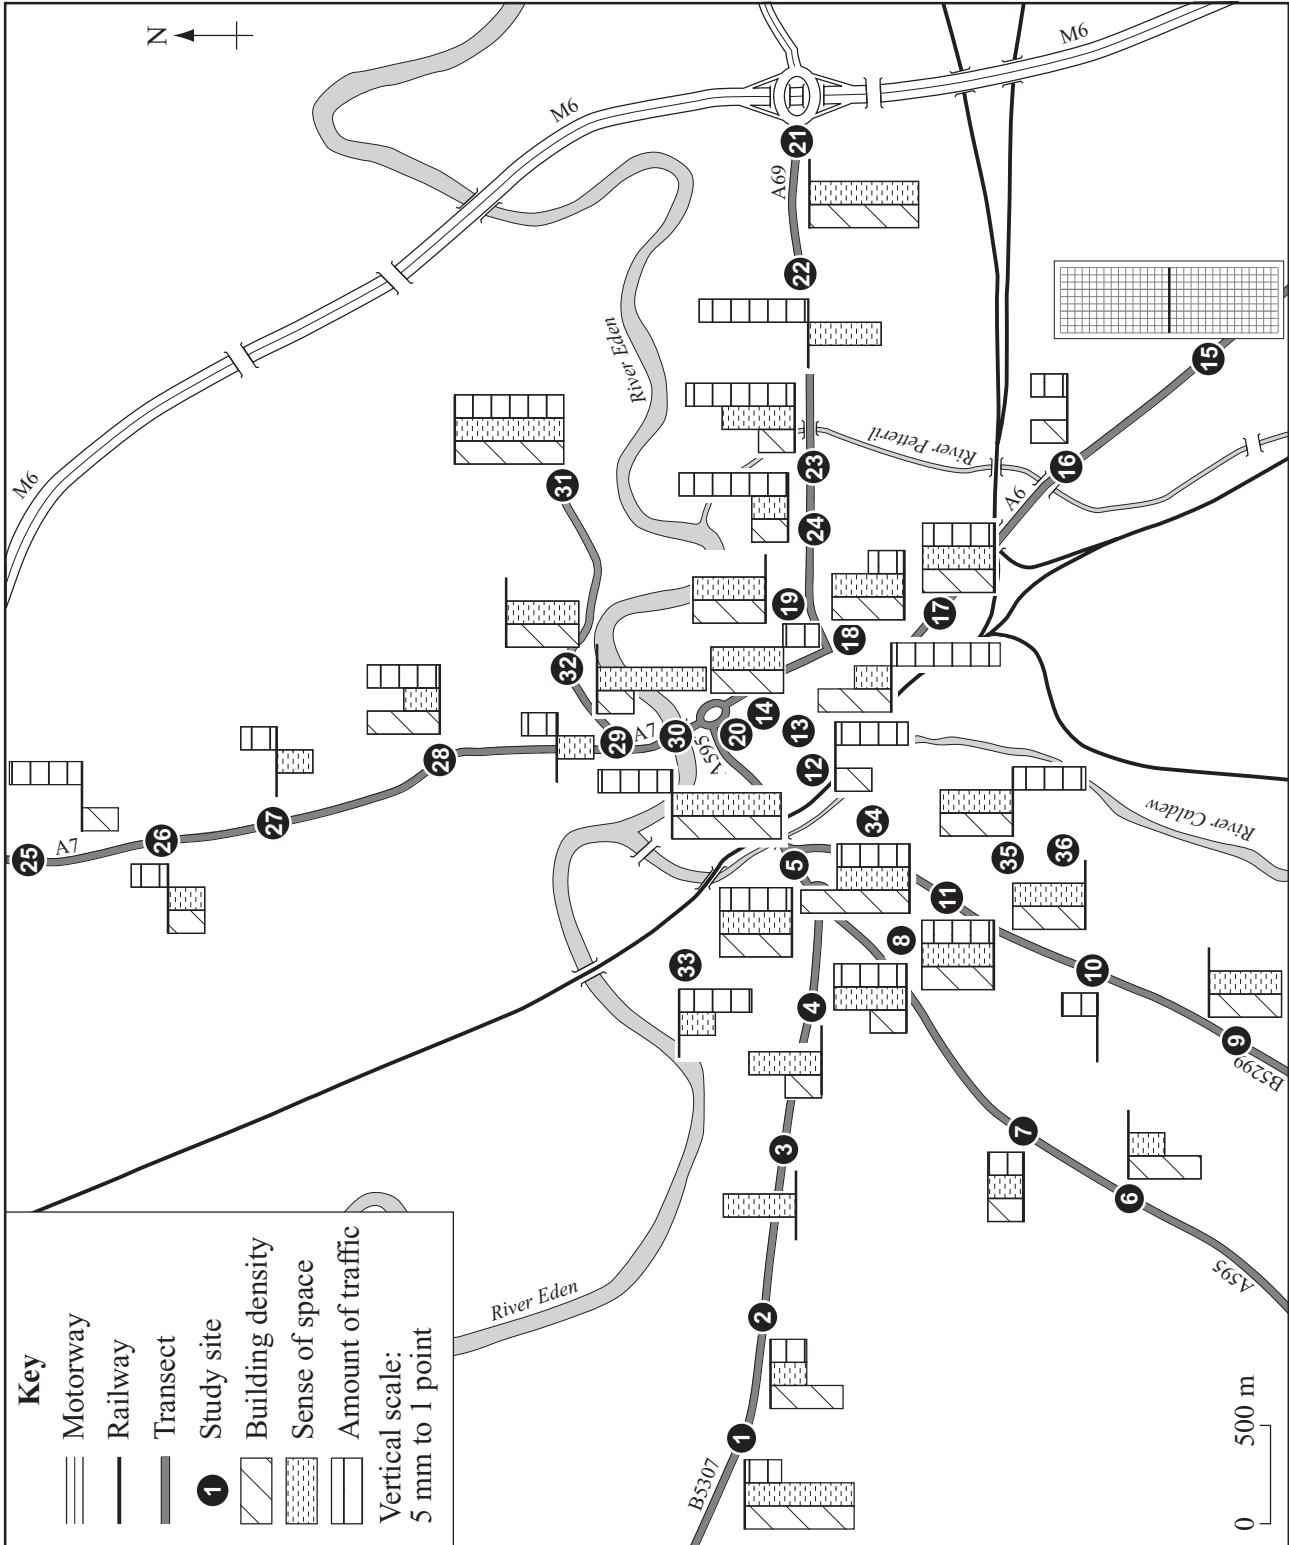 Key
Motorway
Railway
Transect
1 Study site
Building density
Sense of space
Amount of traffic
Vertical scale:
5 mm to 1 point
0 500 m
N
M6
M6
M6
River Eden
River Eden
River Petteril
River Caldew
A7
A7
A595
A595
A69
A6
B5307
B5299
1
2
3
4
5
6
7
8
9
10
11
12
13
14
15
16
17
18
19
20
21
22
23
24
25
26
27
28
29
30
31
32
33
34
35
36